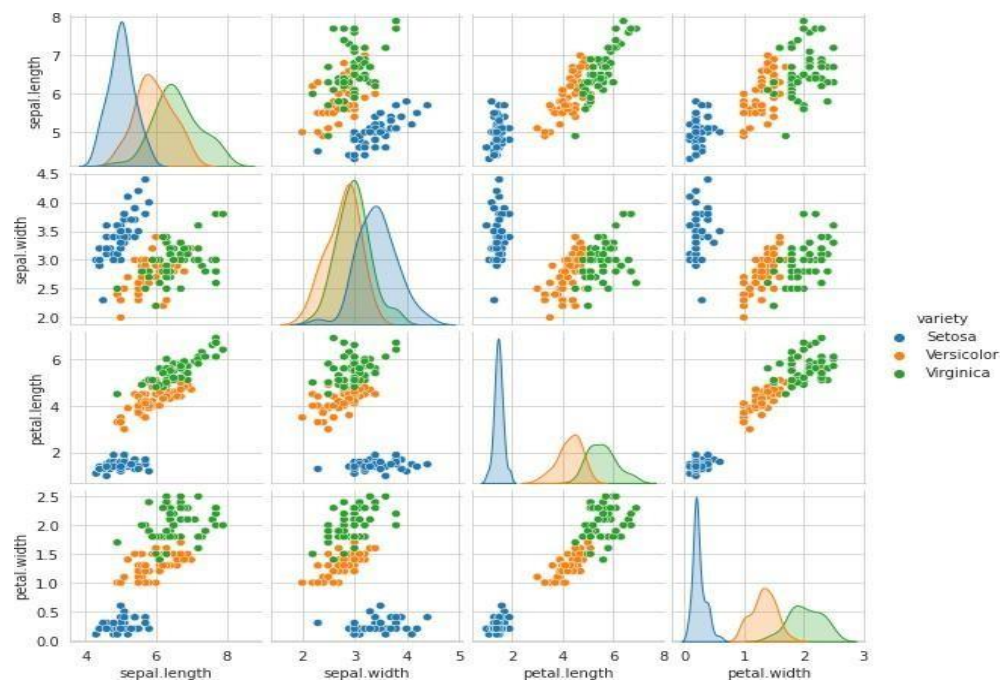 8
7
6
5
sepal.length
4.5
4.0
3.5
3.0
2.5
2.0
sepal.width
variety
Setosa
Versicolor
Virginica
6
4
2
petal.length
2.5
2.0
1.5
1.0
0.5
0.0
petal.width
4 6 8 2 3 4 5 2 4 6 8 0 1 2 3
sepal.length sepal.width petal.length petal.width